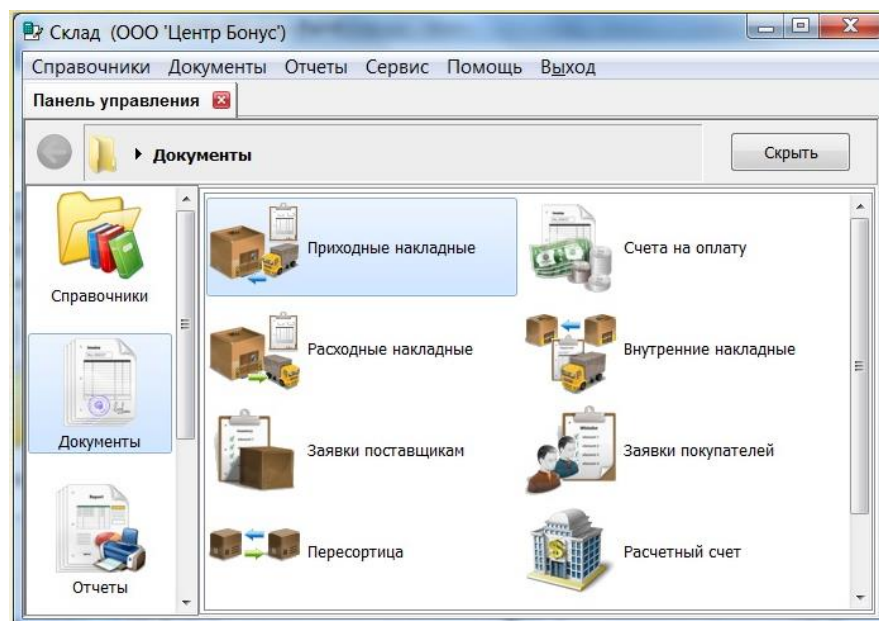 Склад (ООО 'Центр Бонус')
Справочники Документы Отчеты Сервис Помощь Выход
Панель управления
Документы
Скрыть
Справочники
Документы
Отчеты
Приходные накладные
Счета на оплату
Расходные накладные
Внутренние накладные
Заявки поставщикам
Заявки покупателей
Пересортица
Расчетный счет